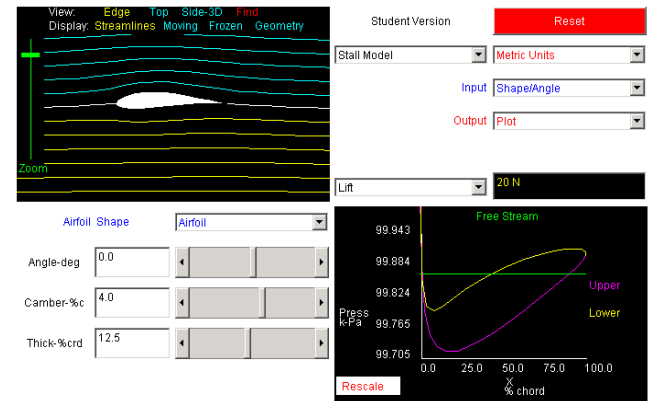 View: Edge Top Side-3D Find
Display: Streamlines Moving Frozen Geometry
Zoom
Student Version Reset
Stall Model Metric Units
Input Shape/Angle
Output Plot
Lift 20 N
Airfoil Shape Airfoil
Angle-deg 0.0
Camber-%c 4.0
Thick-%crd 12.5
Free Stream
99.943
99.884
99.824
99.765
99.705
Press
k-Pa
Upper
Lower
0.0 25.0 50.0 75.0 100.0
X
% chord
Rescale